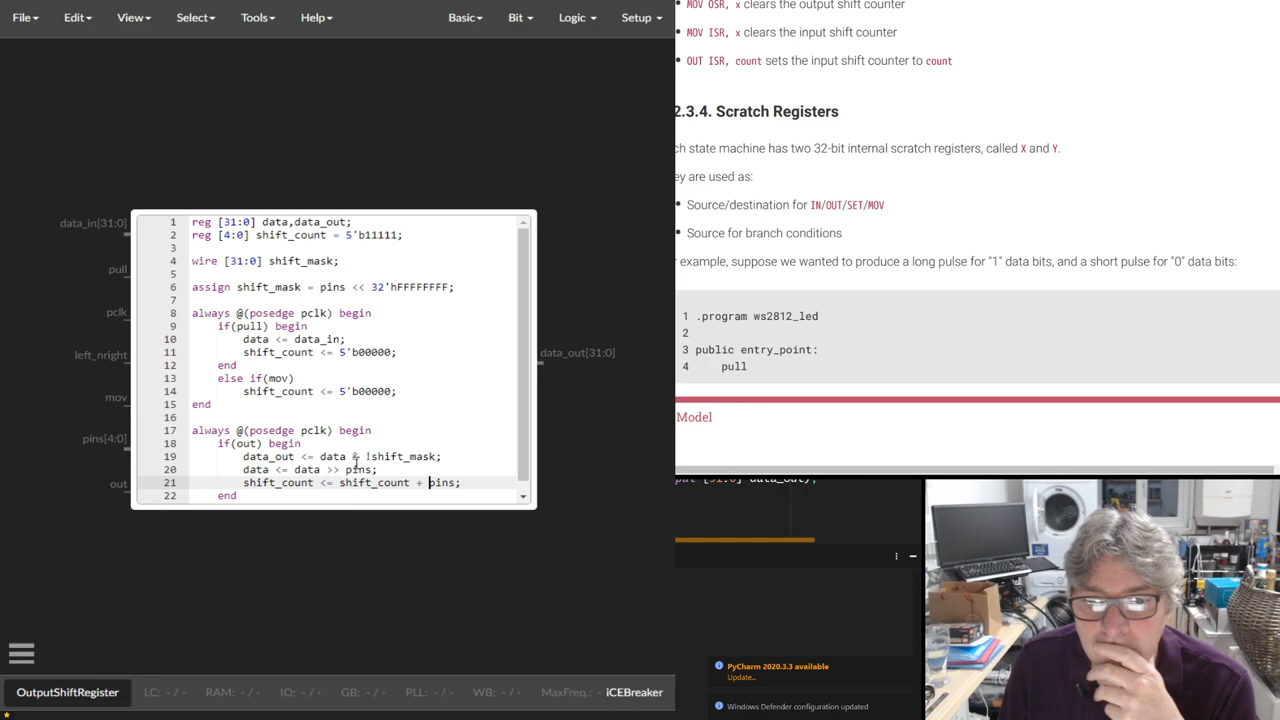 File Edit View Select Tools Help Basic Bit Logic Setup
data_in[31:0]
pull
pclk
left_nright
mov
pins[4:0]
out
data_out[31:0]
1 reg [31:0] data,data_out;
2 reg [4:0] shift_count = 5'b11111;
3
4 wire [31:0] shift_mask;
5
6 assign shift_mask = pins << 32'hFFFFFFFF;
7
8 always @(posedge pclk) begin
9 if(pull) begin
10 data <= data_in;
11 shift_count <= 5'b00000;
12 end
13 else if(mov)
14 shift_count <= 5'b00000;
15 end
16
17 always @(posedge pclk) begin
18 if(out) begin
19 data_out <= data & !shift_mask;
20 data <= data >> pins;
21 shift_count <= shift_count + pins;
22 end
OutputShiftRegister LC: - / - RAM: - / - IO: - / - GB: - / - PLL: - / - WB: - / - MaxFreq.: - / - iCEBreaker
MOV OSR, x clears the output shift counter
MOV ISR, x clears the input shift counter
OUT ISR, count sets the input shift counter to count
2.3.4. Scratch Registers
ch state machine has two 32-bit internal scratch registers, called X and Y.
ey are used as:
Source/destination for IN/OUT/SET/MOV
Source for branch conditions
r example, suppose we wanted to produce a long pulse for "1" data bits, and a short pulse for "0" data bits:
1 .program ws2812_led
2
3 public entry_point:
4 pull
Model
PyCharm 2020.3.3 available
Update...
Windows Defender configuration updated